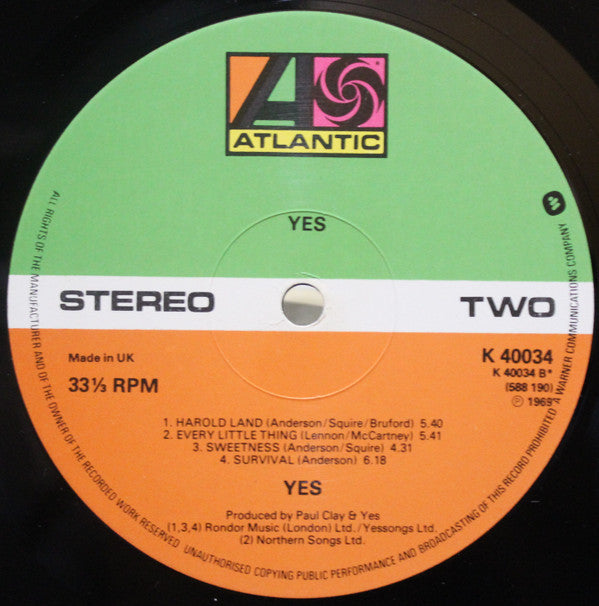 ATLANTIC
YES
STEREO
TWO
Made in UK
33⅓ RPM
K 40034
K 40034 B*
(588 190)
℗ 1969
1. HAROLD LAND (Anderson/Squire/Bruford) 5.40
2. EVERY LITTLE THING (Lennon/McCartney) 5.41
3. SWEETNESS (Anderson/Squire) 4.31
4. SURVIVAL (Anderson) 6.18
YES
Produced by Paul Clay & Yes
(1,3,4) Rondor Music (London) Ltd./Yessongs Ltd.
(2) Northern Songs Ltd.
ALL RIGHTS OF THE MANUFACTURER AND OF THE OWNER OF THE RECORDED WORK RESERVED UNAUTHORISED COPYING PUBLIC PERFORMANCE AND BROADCASTING OF THIS RECORD PROHIBITED A WARNER COMMUNICATIONS COMPANY